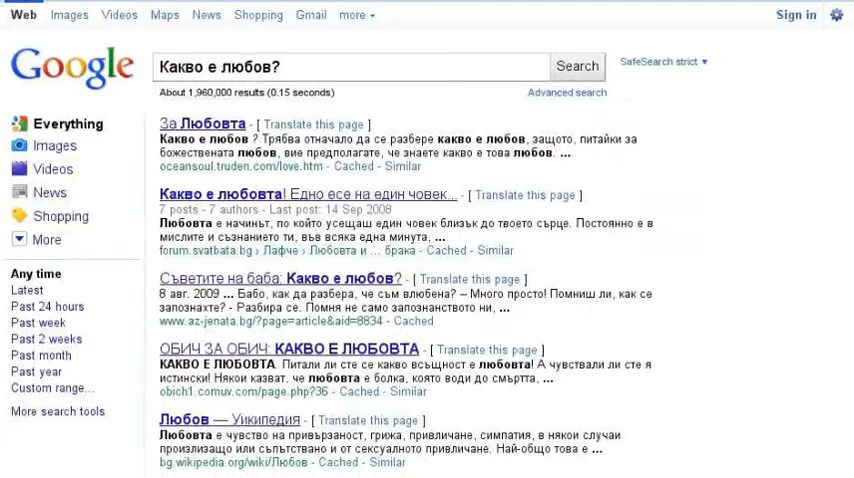 Web Images Videos Maps News Shopping Gmail more Sign in
Google
Какво е любов? Search SafeSearch strict
About 1,960,000 results (0.15 seconds) Advanced search
Everything
Images
Videos
News
Shopping
More
Any time
Latest
Past 24 hours
Past week
Past 2 weeks
Past month
Past year
Custom range...
More search tools
За Любовта - [ Translate this page ]
Какво е любов ? Трябва отначало да се разбере какво е любов, защото, питайки за
божествената любов, вие предполагате, че знаете какво е това любов. ...
oceansoul.truden.com/love.htm - Cached - Similar
Какво е любовта! Едно есе на един човек... - [ Translate this page ]
7 posts - 7 authors - Last post: 14 Sep 2008
Любовта е начинът, по който усещаш един човек близък до твоето сърце. Постоянно е в
мислите и съзнанието ти, във всяка една минута, ...
forum.svatbata.bg › Лафче › Любовта и ... брака - Cached - Similar
Съветите на баба: Какво е любов? - [ Translate this page ]
8 авг. 2009 ... Бабо, как да разбера, че съм влюбена? – Много просто! Помниш ли, как се
запознахте? - Разбира се. Помня не само запознанството ни, ...
www.az-jenata.bg/?page=article&aid=8834 - Cached
ОБИЧ ЗА ОБИЧ: КАКВО Е ЛЮБОВТА - [ Translate this page ]
КАКВО Е ЛЮБОВТА. Питали ли сте се какво всъщност е любовта! А чувствали ли сте я
истински! Някои казват, че любовта е болка, която води до смъртта, ...
obich1.comuv.com/page.php?36 - Cached - Similar
Любов — Уикипедия - [ Translate this page ]
Любовта е чувство на привързаност, грижа, привличане, симпатия, в някои случаи
произлизащо или съпътствано и от сексуалното привличане. Най-общо това е ...
bg.wikipedia.org/wiki/Любов - Cached - Similar